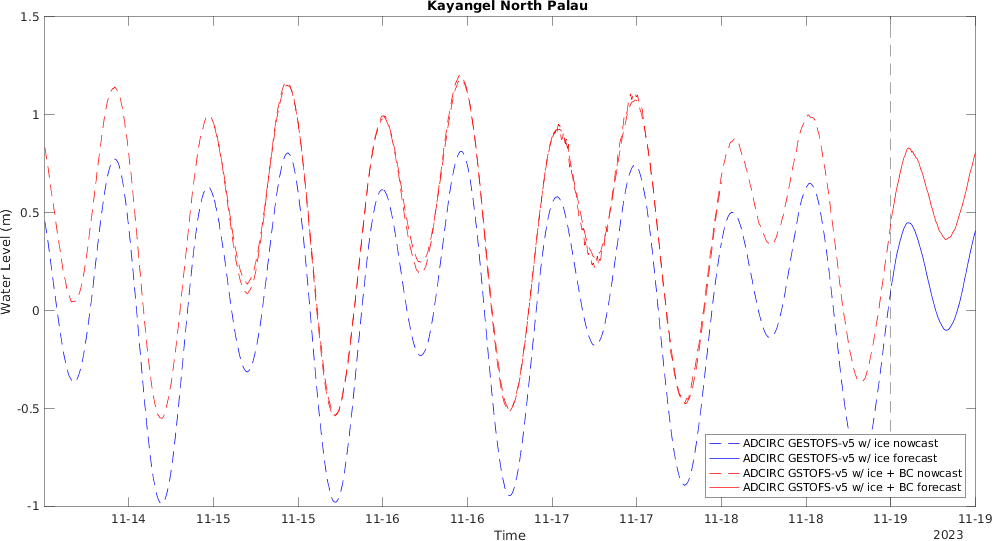 Kayangel North Palau
Water Level (m)
1.5
1
0.5
0
-0.5
-1
ADCIRC GESTOFS-v5 w/ ice nowcast
ADCIRC GESTOFS-v5 w/ ice forecast
ADCIRC GSTOFS-v5 w/ ice + BC nowcast
ADCIRC GSTOFS-v5 w/ ice + BC forecast
11-14 11-15 11-15 11-16 11-16 11-17 11-17 11-18 11-18 11-19 11-19
Time
2023